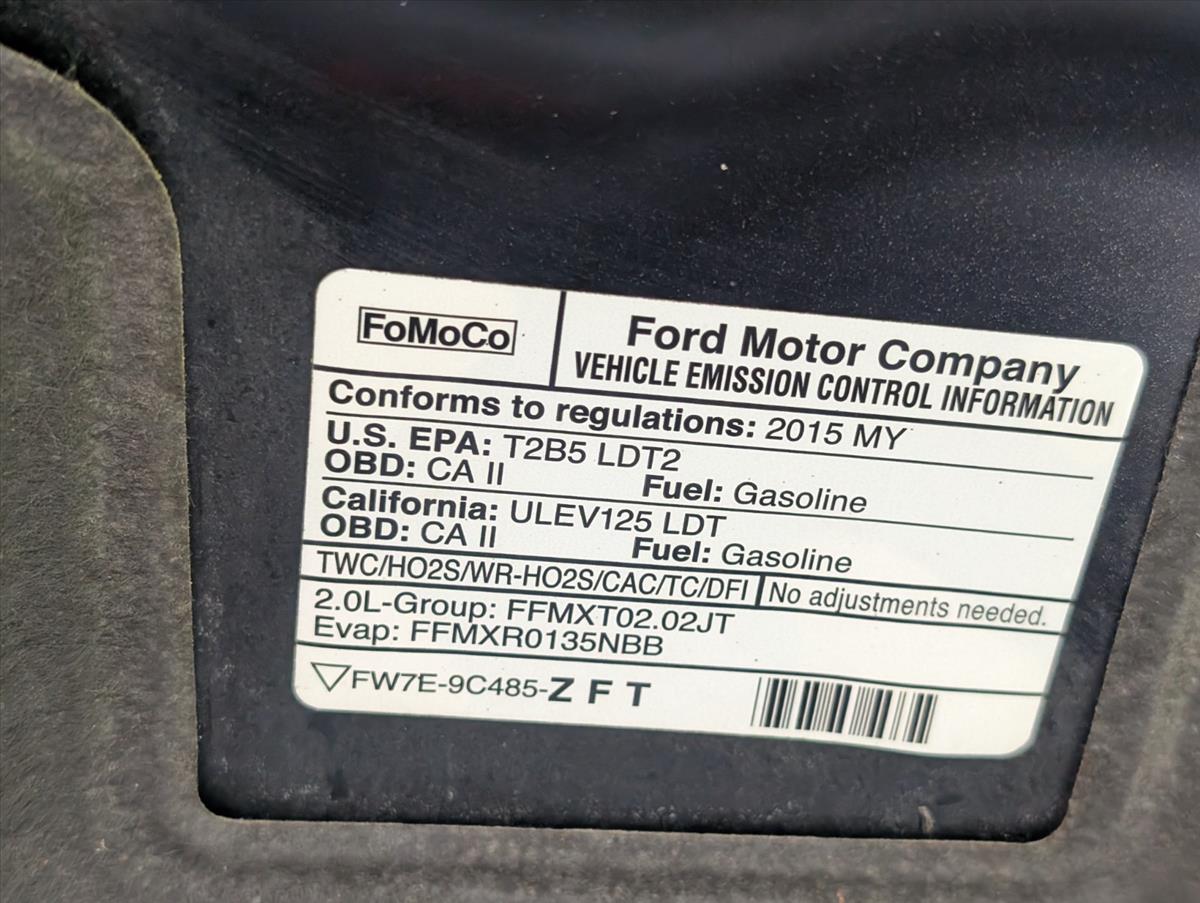 FoMoCo
Ford Motor Company
VEHICLE EMISSION CONTROL INFORMATION
Conforms to regulations: 2015 MY
U.S. EPA: T2B5 LDT2
OBD: CA II Fuel: Gasoline
California: ULEV125 LDT
OBD: CA II Fuel: Gasoline
TWC/HO2S/WR-HO2S/CAC/TC/DFI No adjustments needed.
2.0L-Group: FFMXT02.02JT
Evap: FFMXR0135NBB
FW7E-9C485-Z F T